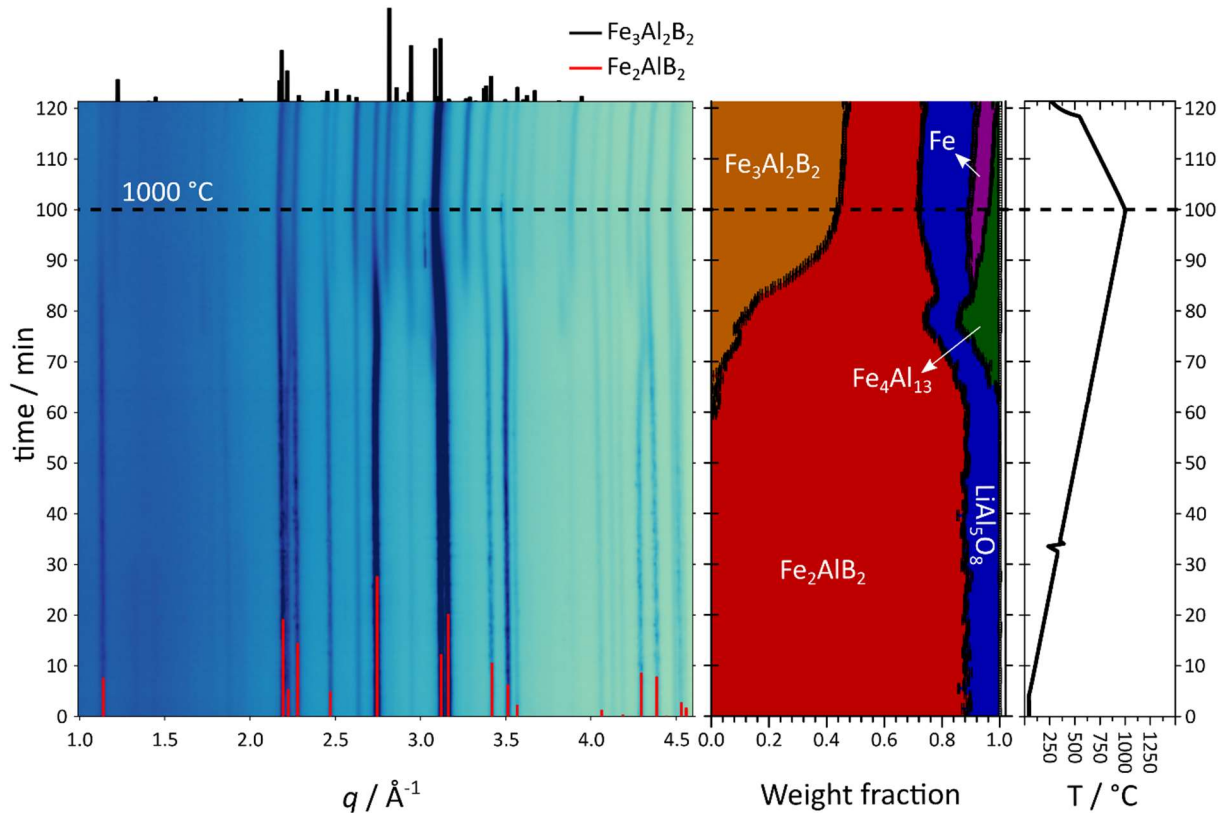 Fe₃Al₂B₂
Fe₂AlB₂
120
110
100
90
80
70
60
50
40
30
20
10
0
time / min
1000 °C
1.0 1.5 2.0 2.5 3.0 3.5 4.0 4.5
q / Å⁻¹
Fe₃Al₂B₂
Fe
Fe₄Al₁₃
LiAl₅O₈
Fe₂AlB₂
0.0 0.2 0.4 0.6 0.8 1.0
Weight fraction
120
110
100
90
80
70
60
50
40
30
20
10
0
250 500 750 1000 1250
T / °C